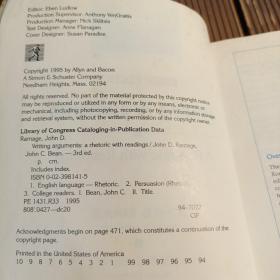 Editor: Eben Ludlow
Production Supervisor: Anthony VerGratis
Production Manager: Nick Sklitsis
Text Designer: Anne Flanagan
Cover Designer: Susan Paradise
Copyright 1995 by Allyn and Bacon
A Simon & Schuster Company
Needham Heights, Mass. 02194
All rights reserved. No part of the material protected by this copyright notice
may be reproduced or utilized in any form or by any means, electronic or
mechanical, including photocopying, recording, or by any information storage
and retrieval system, without the written permission of the copyright owner.
Library of Congress Cataloging-in-Publication Data
Ramage, John D.
Writing arguments: a rhetoric with readings / John D. Ramage,
John C. Bean. — 3rd ed.
p. cm.
Includes index.
ISBN 0-02-398141-5
1. English language — Rhetoric. 2. Persuasion (Rhetoric)
3. College readers. I. Bean, John C. II. Title.
PE 1431.R33 1995
808'.0427—dc20 94-7072
CIP
Acknowledgments begin on page 471, which constitutes a continuation of the
copyright page.
Printed in the United States of America
10 9 8 7 6 5 4 3 2 1 99 98 97 96 95 94